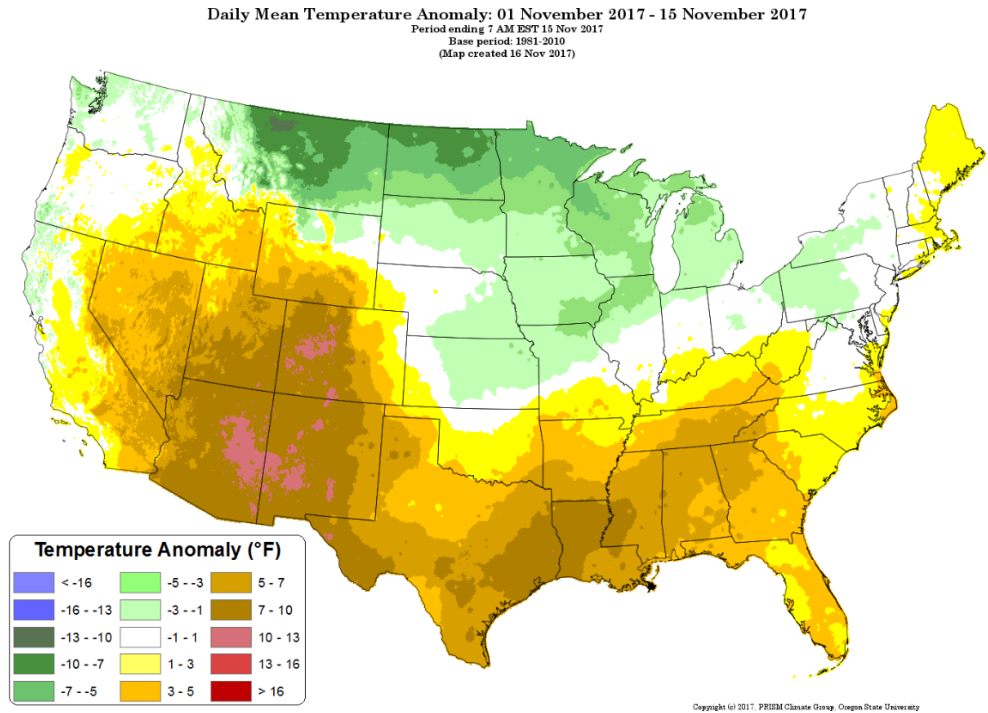 Daily Mean Temperature Anomaly: 01 November 2017 - 15 November 2017
Period ending 7 AM EST 15 Nov 2017
Base period: 1981-2010
(Map created 16 Nov 2017)
Temperature Anomaly (°F)
< -16
-16 - -13
-13 - -10
-10 - -7
-7 - -5
-5 - -3
-3 - -1
-1 - 1
1 - 3
3 - 5
5 - 7
7 - 10
10 - 13
13 - 16
> 16
Copyright (c) 2017, PRISM Climate Group, Oregon State University